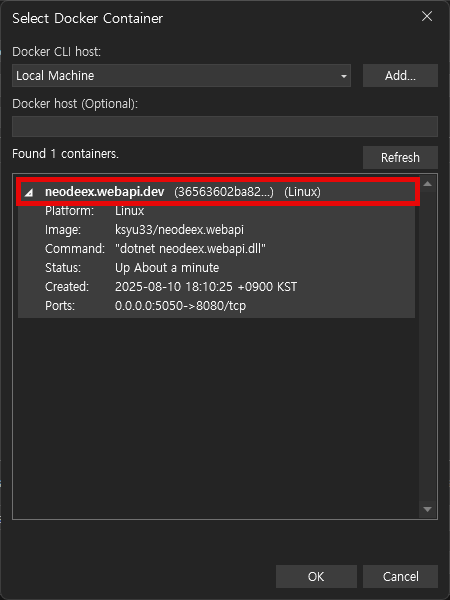 Select Docker Container
Docker CLI host:
Local Machine
Add...
Docker host (Optional):
Found 1 containers.
Refresh
neodeex.webapi.dev (36563602ba82...) (Linux)
Platform: Linux
Image: ksyu33/neodeex.webapi
Command: "dotnet neodeex.webapi.dll"
Status: Up About a minute
Created: 2025-08-10 18:10:25 +0900 KST
Ports: 0.0.0.0:5050->8080/tcp
OK
Cancel